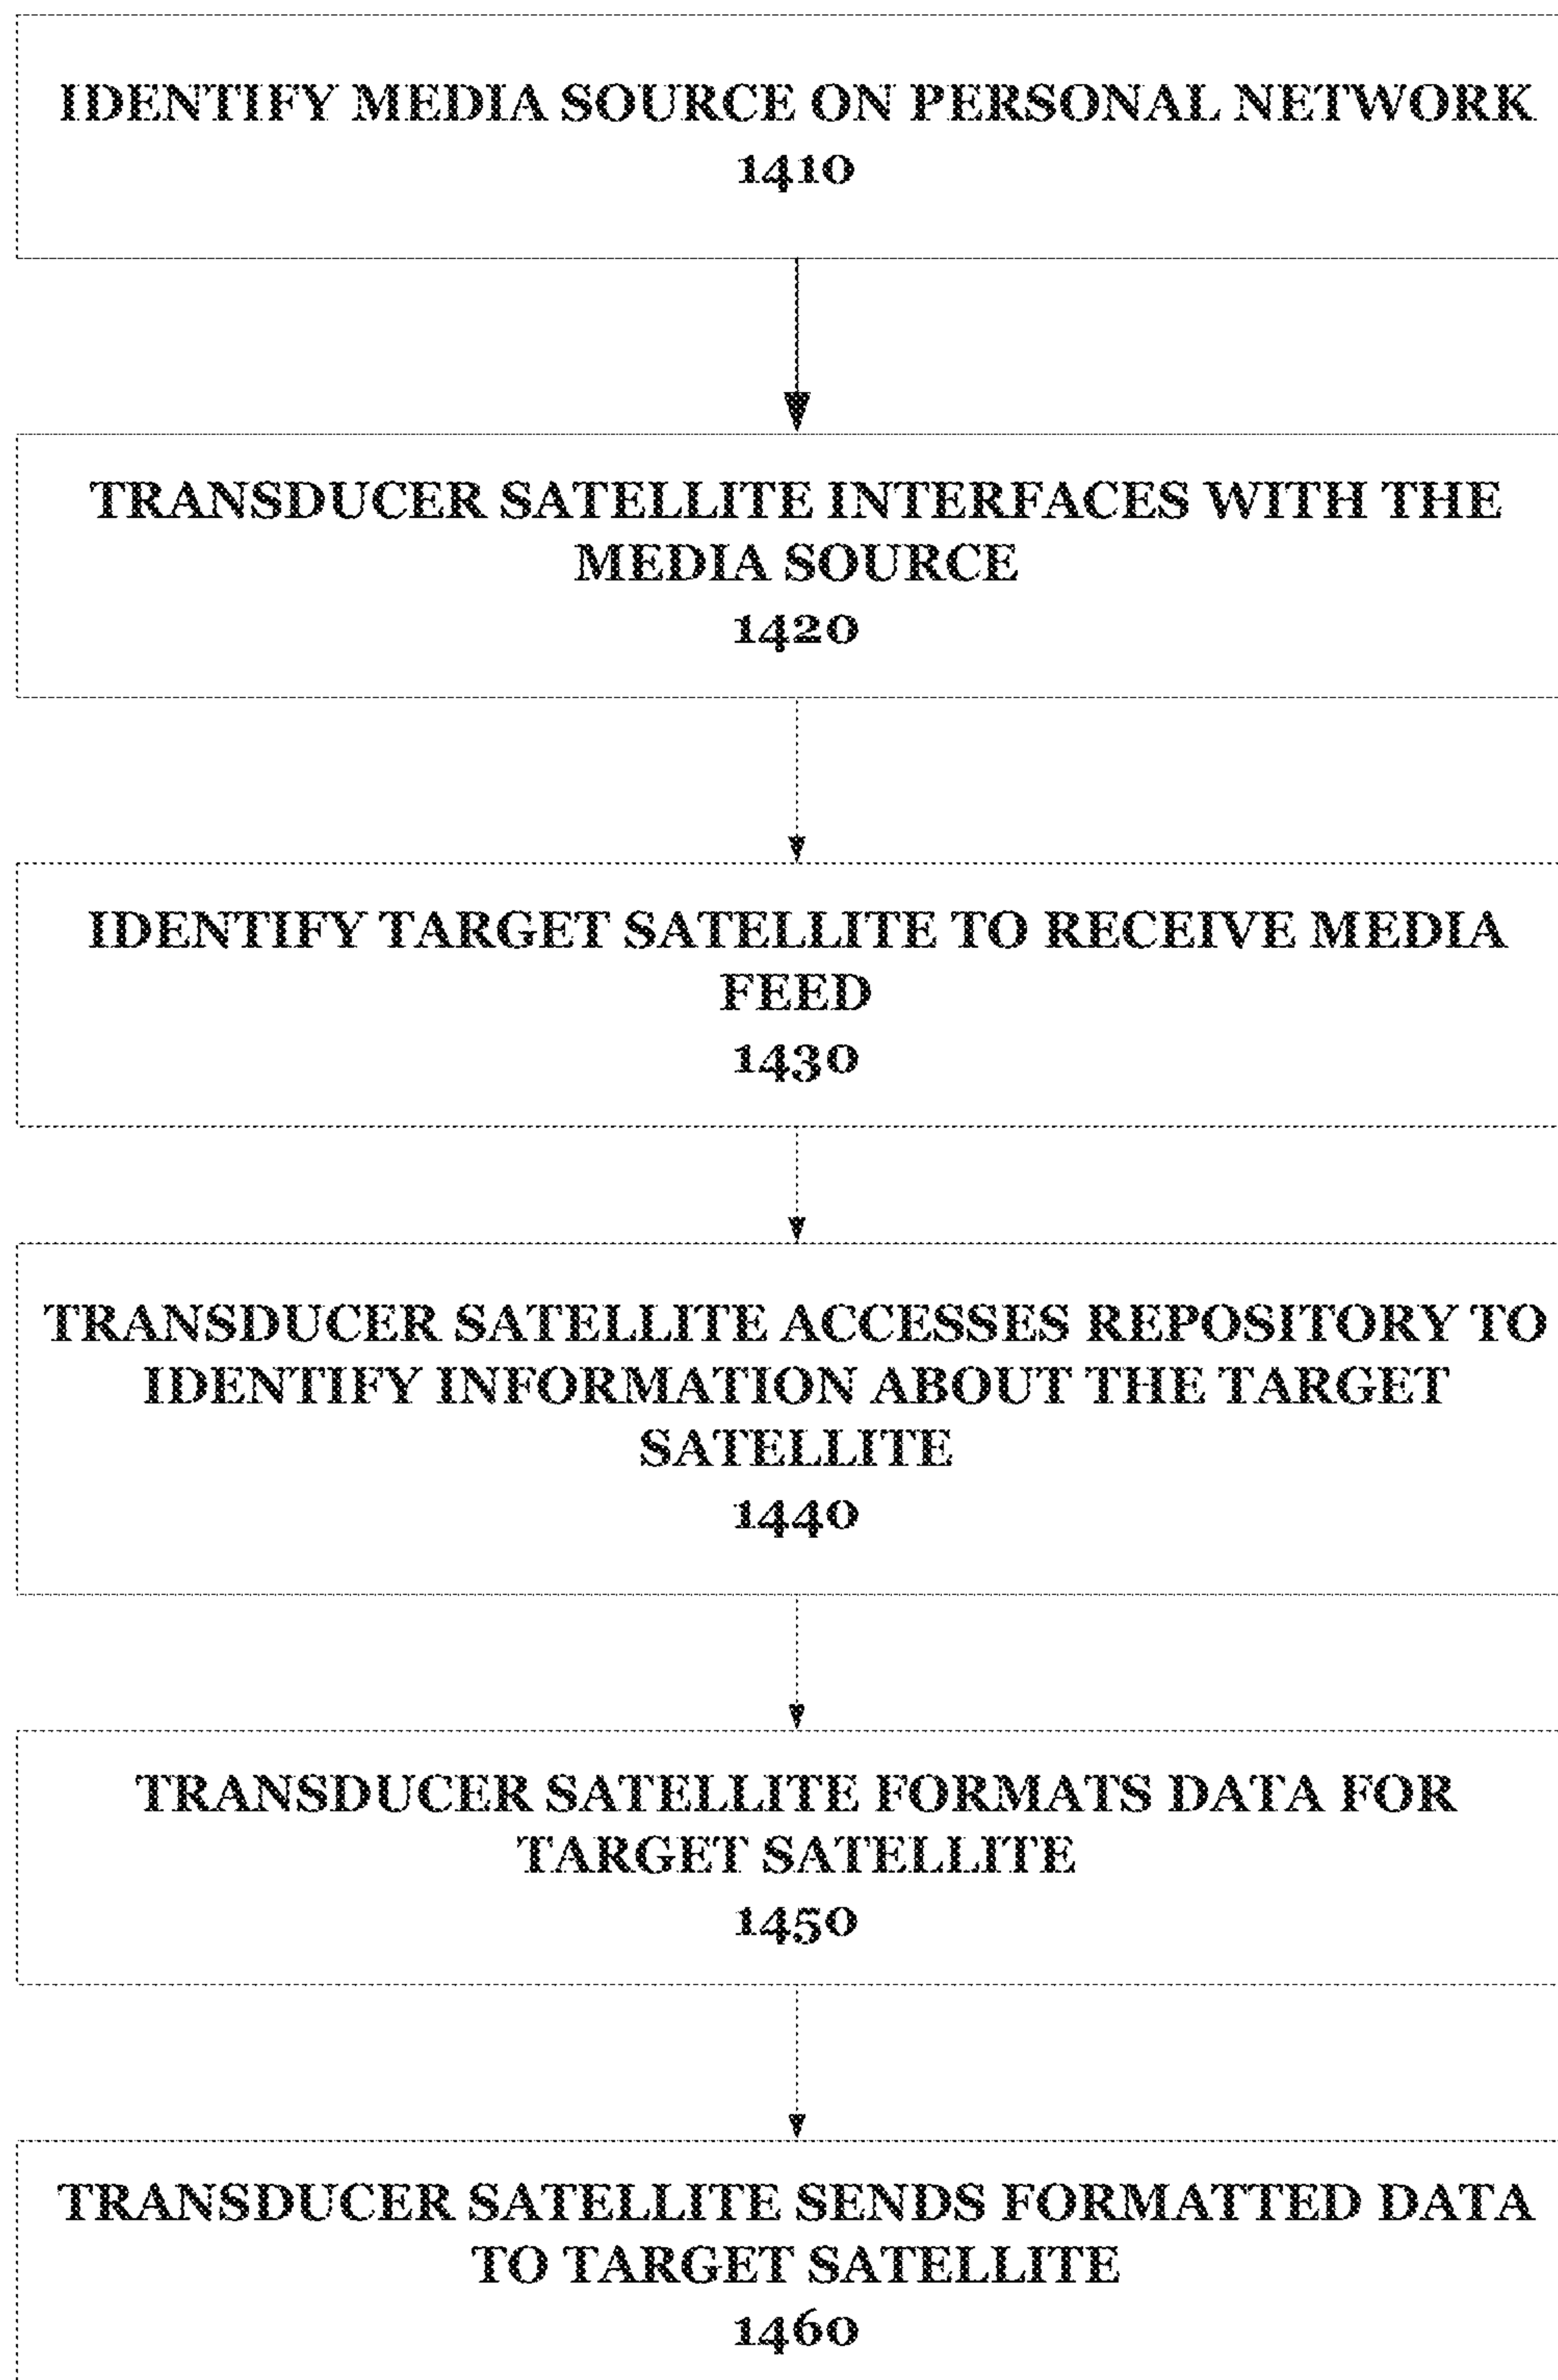 IDENTIFY MEDIA SOURCE ON PERSONAL NETWORK
1410
TRANSDUCER SATELLITE INTERFACES WITH THE
MEDIA SOURCE
1420
IDENTIFY TARGET SATELLITE TO RECEIVE MEDIA
FEED
1430
TRANSDUCER SATELLITE ACCESSES REPOSITORY TO
IDENTIFY INFORMATION ABOUT THE TARGET
SATELLITE
1440
TRANSDUCER SATELLITE FORMATS DATA FOR
TARGET SATELLITE
1450
TRANSDUCER SATELLITE SENDS FORMATTED DATA
TO TARGET SATELLITE
1460